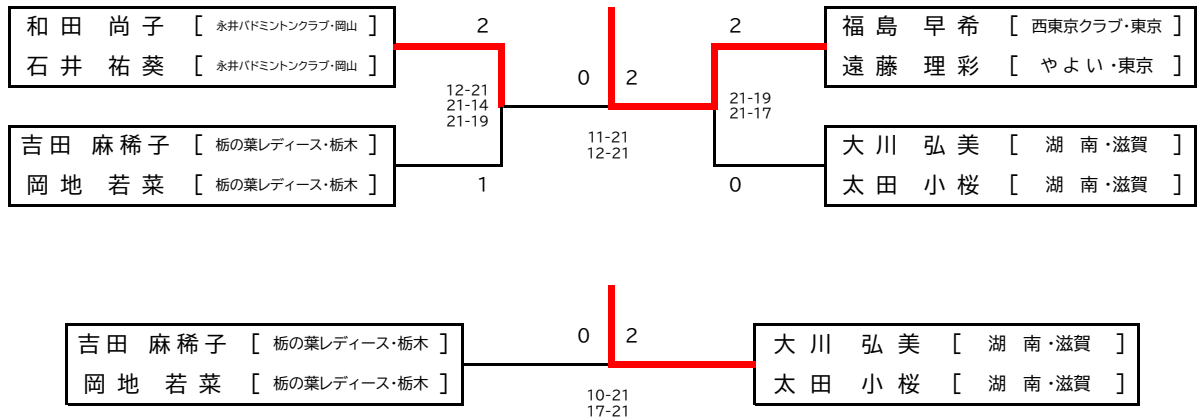 和田 尚子 [ 永井バドミントンクラブ・岡山 ]
石井 祐葵 [ 永井バドミントンクラブ・岡山 ]
2
12-21
21-14
21-19
吉田 麻稀子 [ 栃の葉レディース・栃木 ]
岡地 若菜 [ 栃の葉レディース・栃木 ]
1
0 2
11-21
12-21
2
福島 早希 [ 西東京クラブ・東京 ]
遠藤 理彩 [ やよい・東京 ]
21-19
21-17
大川 弘美 [ 湖南・滋賀 ]
太田 小桜 [ 湖南・滋賀 ]
0
吉田 麻稀子 [ 栃の葉レディース・栃木 ]
岡地 若菜 [ 栃の葉レディース・栃木 ]
0 2
10-21
17-21
大川 弘美 [ 湖南・滋賀 ]
太田 小桜 [ 湖南・滋賀 ]